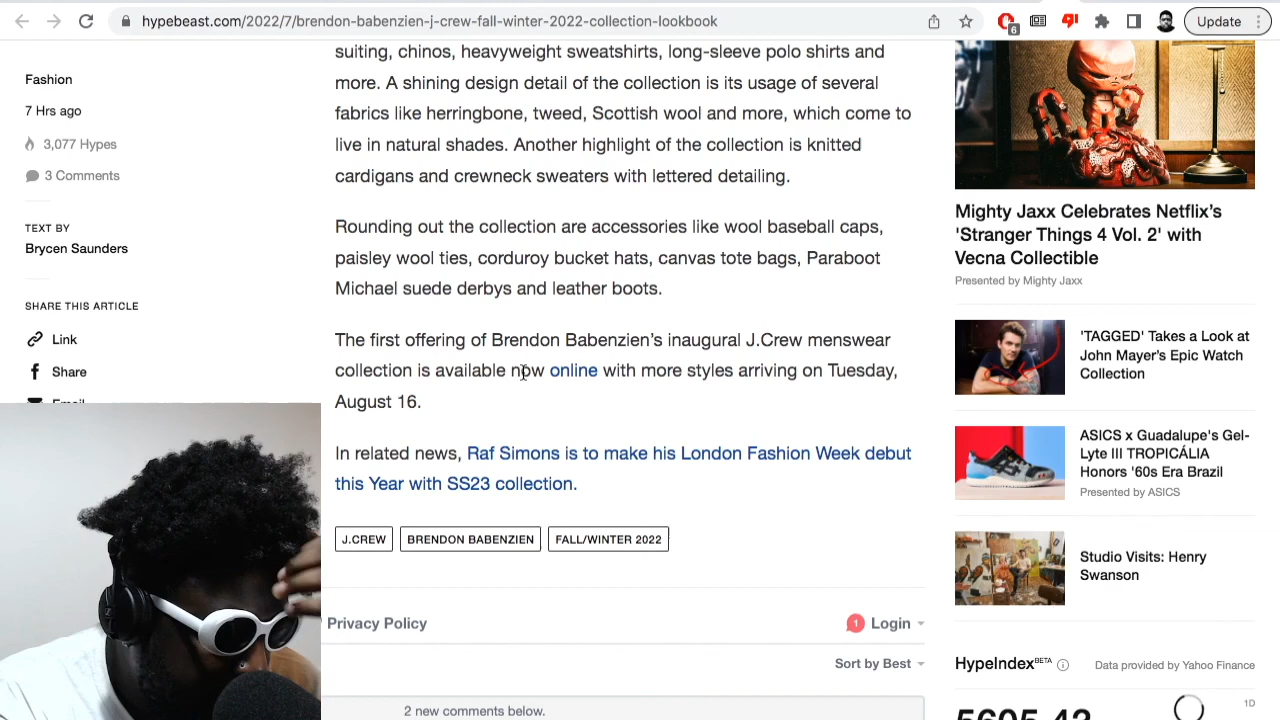 hypebeast.com/2022/7/brendon-babenzien-j-crew-fall-winter-2022-collection-lookbook
6
Update
Fashion
7 Hrs ago
3,077 Hypes
3 Comments
TEXT BY
Brycen Saunders
SHARE THIS ARTICLE
Link
Share
suiting, chinos, heavyweight sweatshirts, long-sleeve polo shirts and
more. A shining design detail of the collection is its usage of several
fabrics like herringbone, tweed, Scottish wool and more, which come to
live in natural shades. Another highlight of the collection is knitted
cardigans and crewneck sweaters with lettered detailing.
Rounding out the collection are accessories like wool baseball caps,
paisley wool ties, corduroy bucket hats, canvas tote bags, Paraboot
Michael suede derbys and leather boots.
The first offering of Brendon Babenzien’s inaugural J.Crew menswear
collection is available now online with more styles arriving on Tuesday,
August 16.
In related news, Raf Simons is to make his London Fashion Week debut
this Year with SS23 collection.
J.CREW
BRENDON BABENZIEN
FALL/WINTER 2022
Privacy Policy
1 Login
Sort by Best
2 new comments below.
Mighty Jaxx Celebrates Netflix’s
'Stranger Things 4 Vol. 2' with
Vecna Collectible
Presented by Mighty Jaxx
'TAGGED' Takes a Look at
John Mayer’s Epic Watch
Collection
ASICS x Guadalupe's Gel-
Lyte III TROPICÁLIA
Honors '60s Era Brazil
Presented by ASICS
Studio Visits: Henry
Swanson
HypeIndex BETA
Data provided by Yahoo Finance
1D